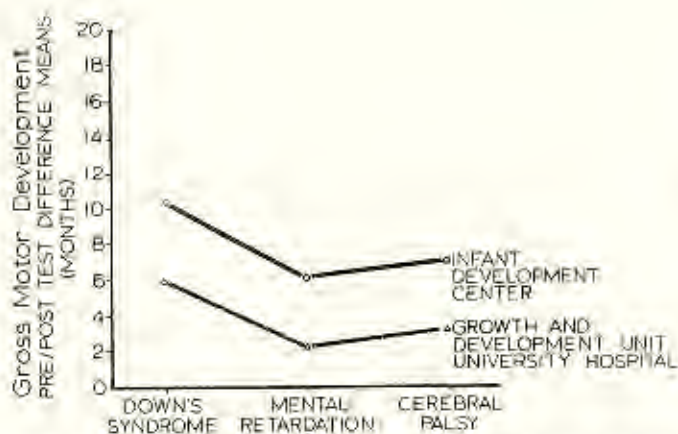 Gross Motor Development
PRE/POST TEST DIFFERENCE MEANS-
(MONTHS)
20
18
16
14
12
10
8
6
4
2
0
INFANT
DEVELOPMENT
CENTER
GROWTH AND
DEVELOPMENT UNIT
UNIVERSITY HOSPITAL
DOWN'S
SYNDROME
MENTAL
RETARDATION
CEREBRAL
PALSY